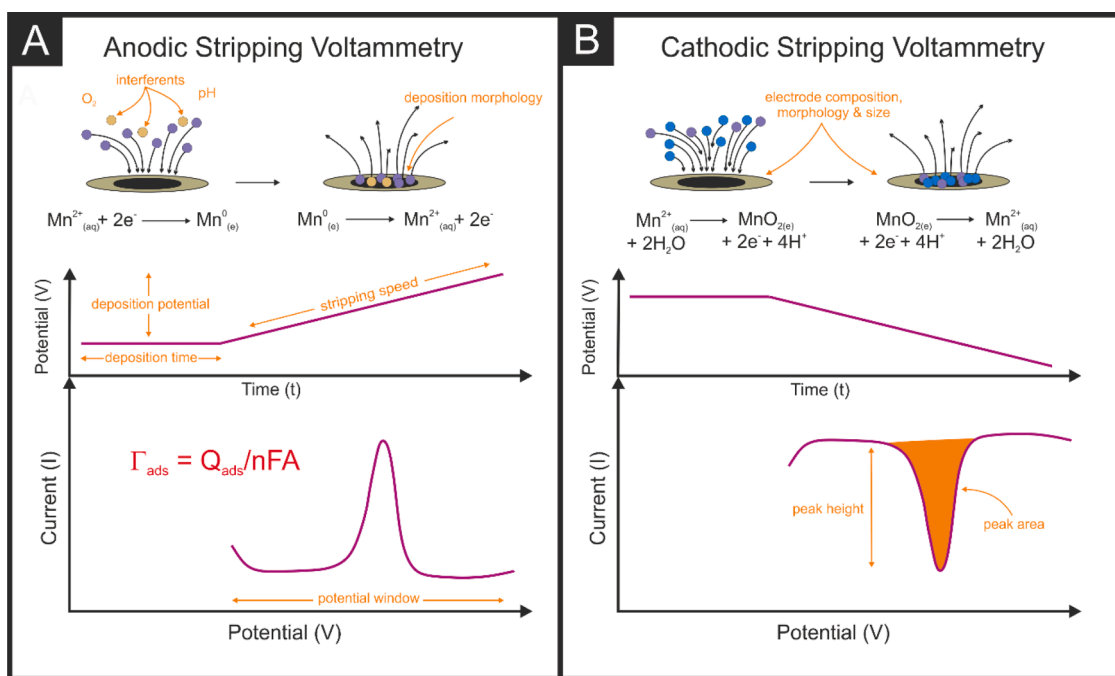 A
Anodic Stripping Voltammetry
interferents
O₂
pH
deposition morphology
Mn²⁺(aq) + 2e⁻ → Mn⁰(e)
Mn⁰(e) → Mn²⁺(aq) + 2e⁻
Potential (V)
deposition potential
stripping speed
deposition time
Time (t)
Current (I)
Γads = Qads/nFA
potential window
Potential (V)
B
Cathodic Stripping Voltammetry
electrode composition,
morphology & size
Mn²⁺(aq) → MnO₂(e)
+ 2H₂O + 2e⁻ + 4H⁺
MnO₂(e) → Mn²⁺(aq)
+ 2e⁻ + 4H⁺ + 2H₂O
Potential (V)
Time (t)
Current (I)
peak height
peak area
Potential (V)